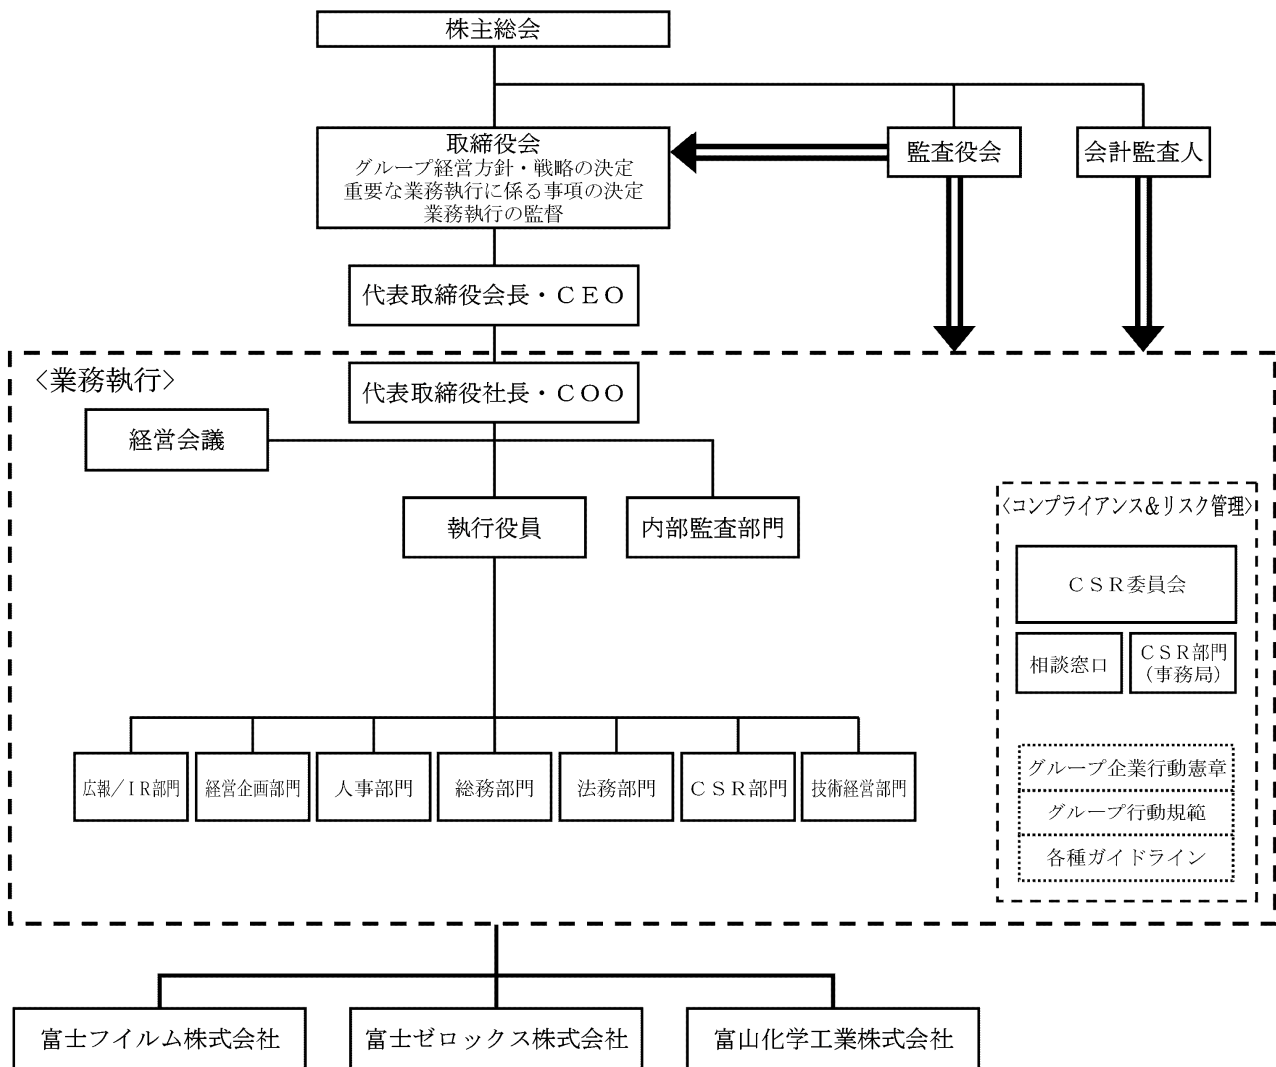 株主総会
取締役会
グループ経営方針・戦略の決定
重要な業務執行に係る事項の決定
業務執行の監督
監査役会
会計監査人
代表取締役会長・ＣＥＯ
〈業務執行〉
代表取締役社長・ＣＯＯ
経営会議
執行役員
内部監査部門
〈コンプライアンス＆リスク管理〉
ＣＳＲ委員会
相談窓口
ＣＳＲ部門
（事務局）
広報／ＩＲ部門
経営企画部門
人事部門
総務部門
法務部門
ＣＳＲ部門
技術経営部門
グループ企業行動憲章
グループ行動規範
各種ガイドライン
富士フイルム株式会社
富士ゼロックス株式会社
富山化学工業株式会社